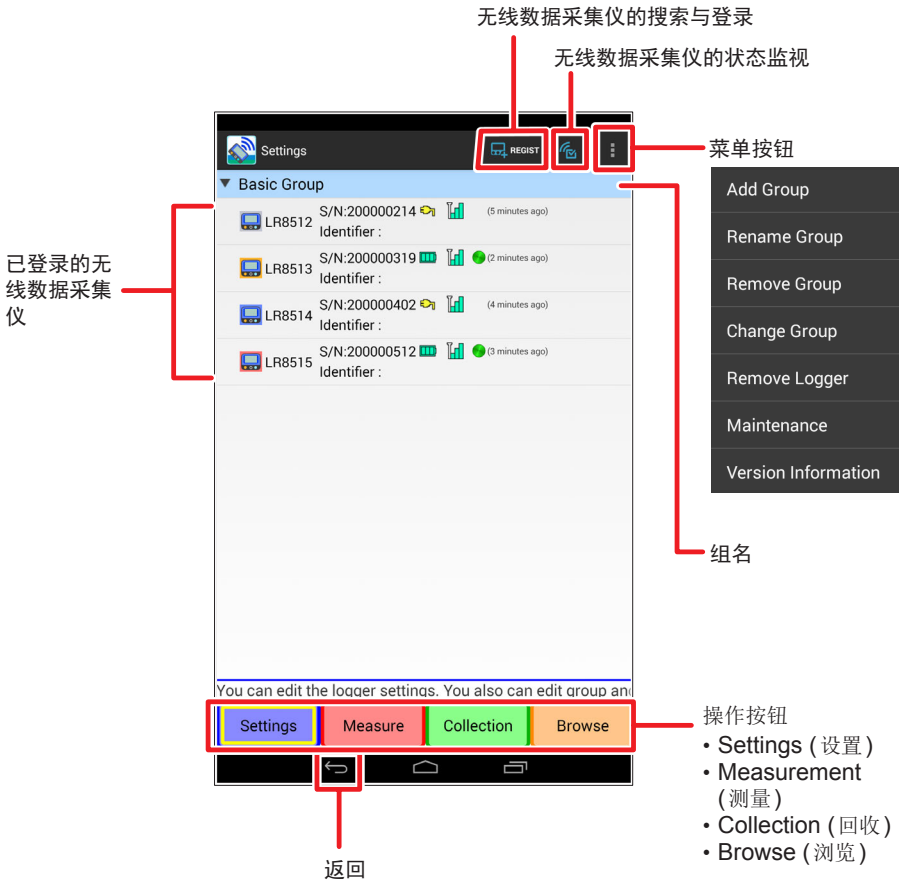 无线数据采集仪的搜索与登录
无线数据采集仪的状态监视
Settings
REGIST
菜单按钮
Basic Group
Add Group
Rename Group
Remove Group
Change Group
Remove Logger
Maintenance
Version Information
已登录的无
线数据采集
仪
LR8512
S/N:200000214
(5 minutes ago)
Identifier :
LR8513
S/N:200000319
(2 minutes ago)
Identifier :
LR8514
S/N:200000402
(4 minutes ago)
Identifier :
LR8515
S/N:200000512
(3 minutes ago)
Identifier :
组名
You can edit the logger settings. You also can edit group an
Settings
Measure
Collection
Browse
操作按钮
• Settings (设置)
• Measurement
(测量)
• Collection (回收)
• Browse (浏览)
返回